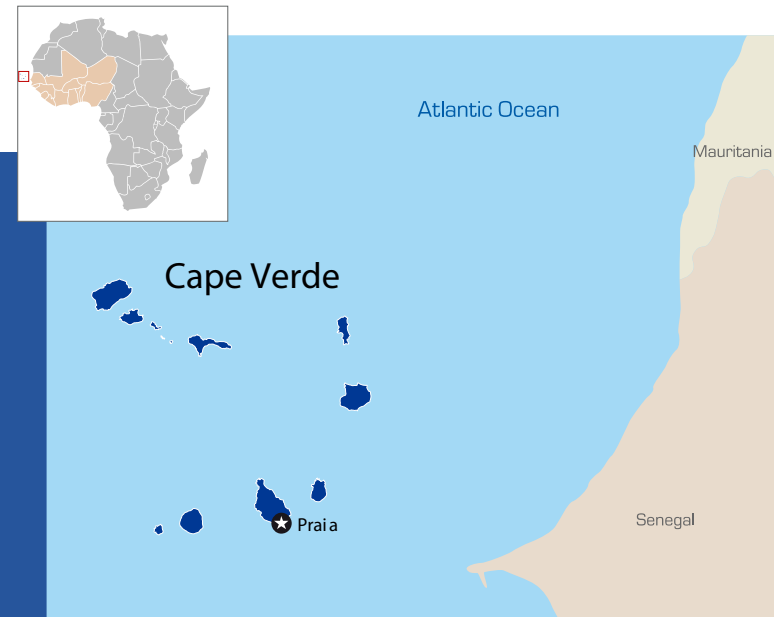 Atlantic Ocean
Mauritania
Cape Verde
Praia
Senegal